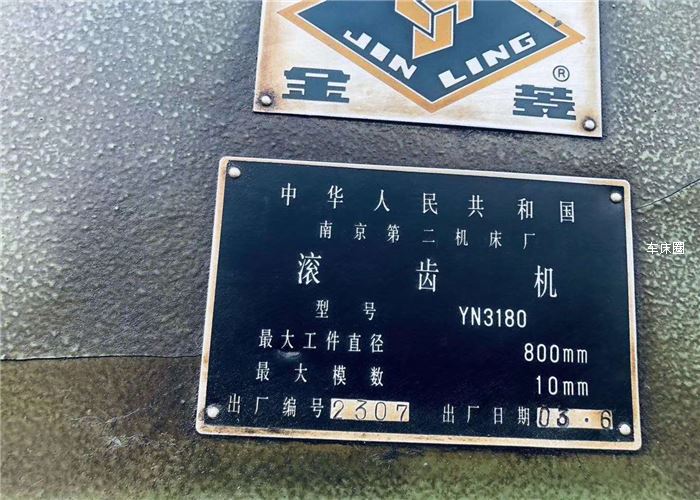 JIN LING
金菱 ®
中华人民共和国
南京第二机床厂
滚齿机
型号 YN3180
最大工件直径 800mm
最大模数 10mm
出厂编号 2307 出厂日期 03·6
车床圈